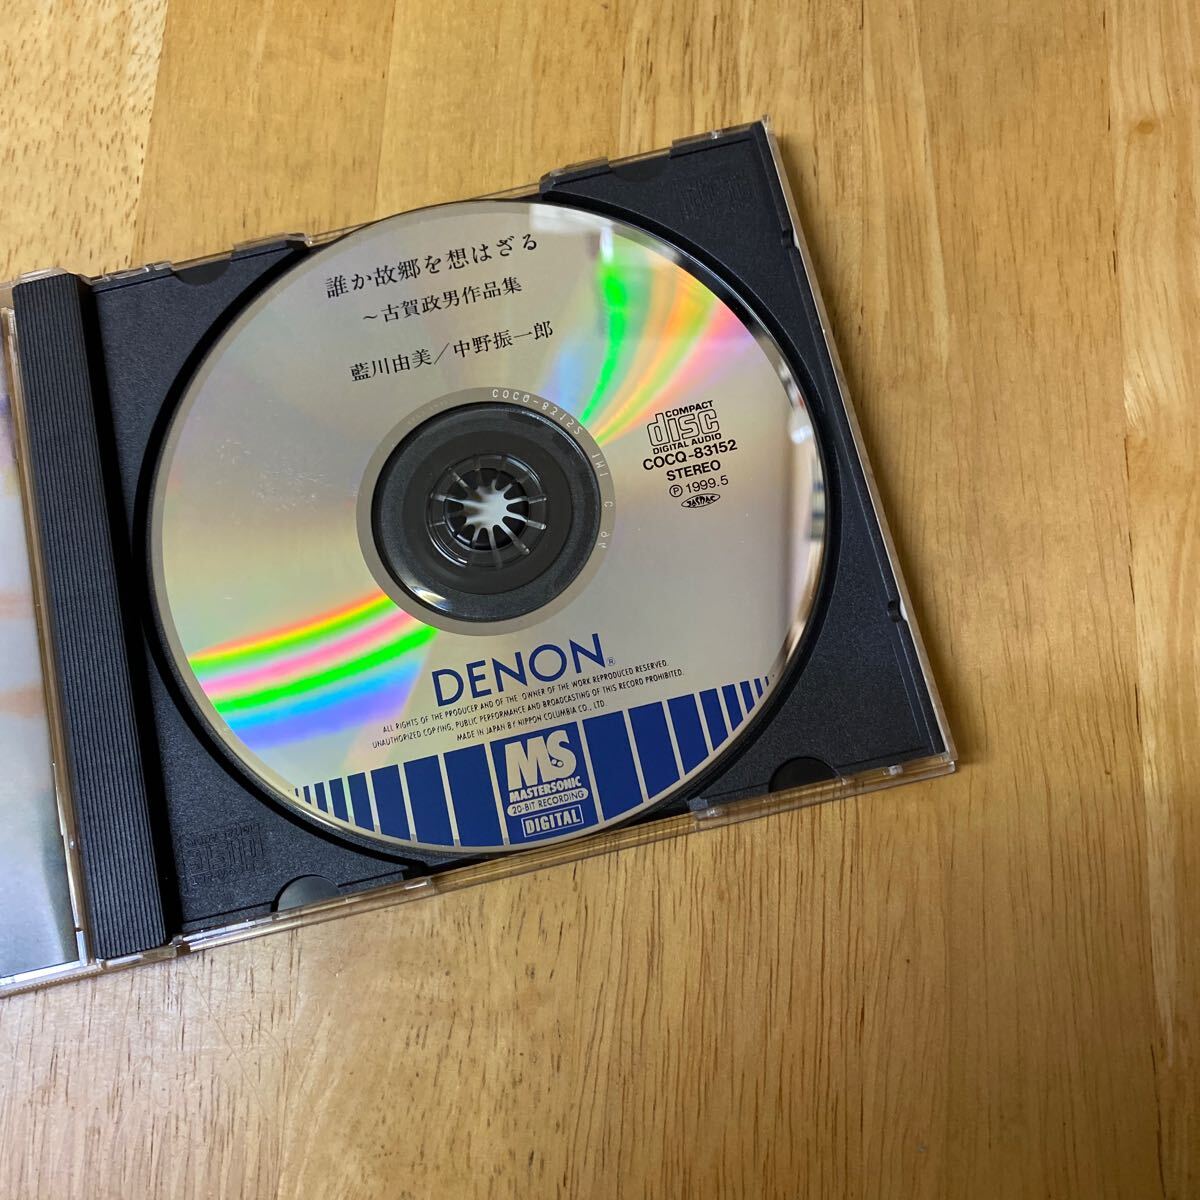 誰か故郷を想はざる
～古賀政男作品集
藍川由美／中野振一郎
COMPACT
disc
DIGITAL AUDIO
COCQ-83152
STEREO
Ⓟ 1999.5
DENON®
ALL RIGHTS OF THE PRODUCER AND OF THE OWNER OF THE WORK REPRODUCED RESERVED.
UNAUTHORIZED COPYING, PUBLIC PERFORMANCE AND BROADCASTING OF THIS RECORD PROHIBITED.
MADE IN JAPAN BY NIPPON COLUMBIA CO., LTD.
MS
MASTERSONIC
20-BIT RECORDING
DIGITAL